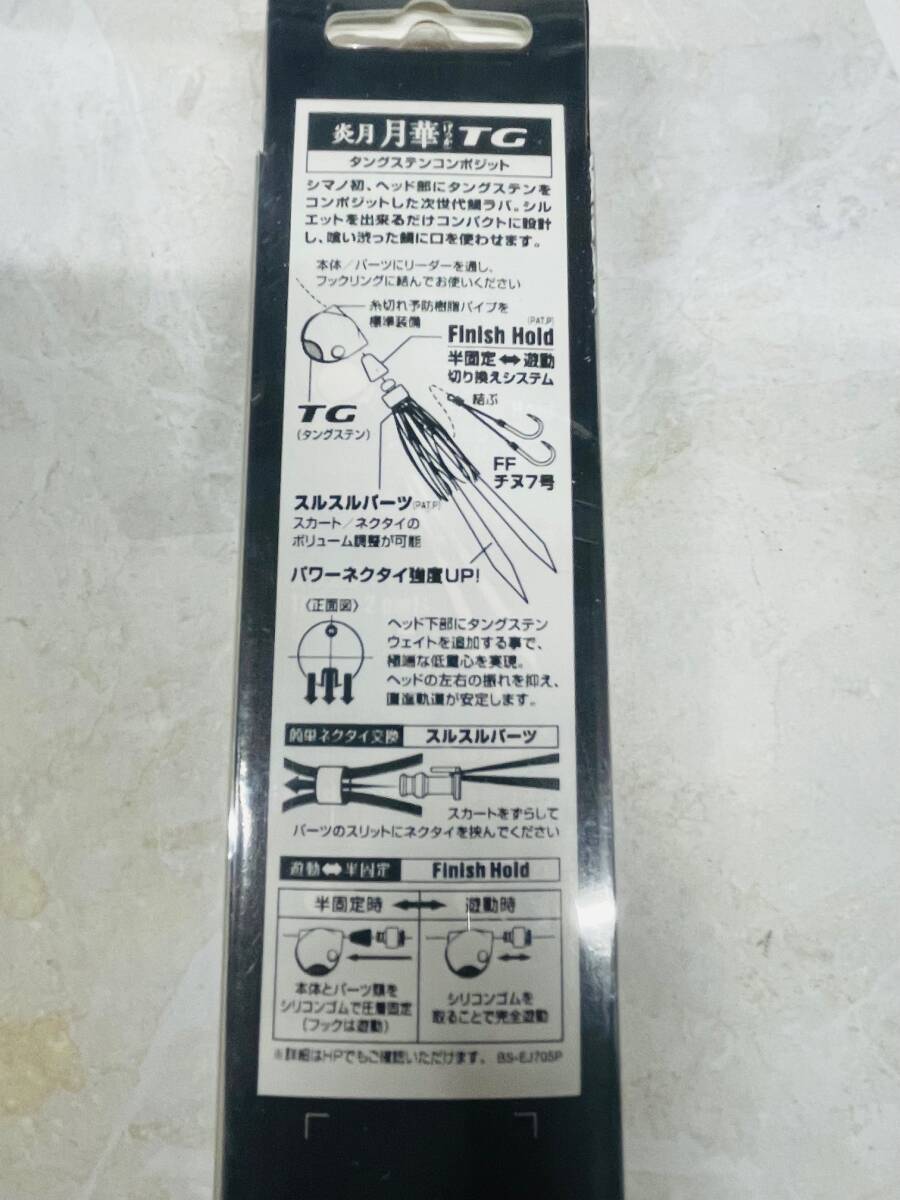 炎月 月華 げっか TG
タングステンコンポジット
シマノ初、ヘッド部にタングステンを
コンポジットした次世代鯛ラバ。シル
エットを出来るだけコンパクトに設計
し、喰い渋った鯛に口を使わせます。
本体／パーツにリーダーを通し、
フックリングに結んでお使いください
糸切れ予防樹脂パイプを
標準装備
(PAT.P)
Finish Hold
半固定⇔遊動
切り換えシステム
結ぶ
TG
(タングステン)
FF
チヌ7号
スルスルパーツ(PAT.P)
スカート／ネクタイの
ボリューム調整が可能
パワーネクタイ強度UP!
〈正面図〉
ヘッド下部にタングステン
ウェイトを追加する事で、
極端な低重心を実現。
ヘッドの左右の振れを抑え、
直進軌道が安定します。
簡単ネクタイ交換 スルスルパーツ
スカートをずらして
パーツのスリットにネクタイを挟んでください
遊動⇔半固定 Finish Hold
半固定時 ⟷ 遊動時
本体とパーツ類を
シリコンゴムで圧着固定
(フックは遊動)
シリコンゴムを
取ることで完全遊動
※詳細はHPでもご確認いただけます。 BS-EJ705P